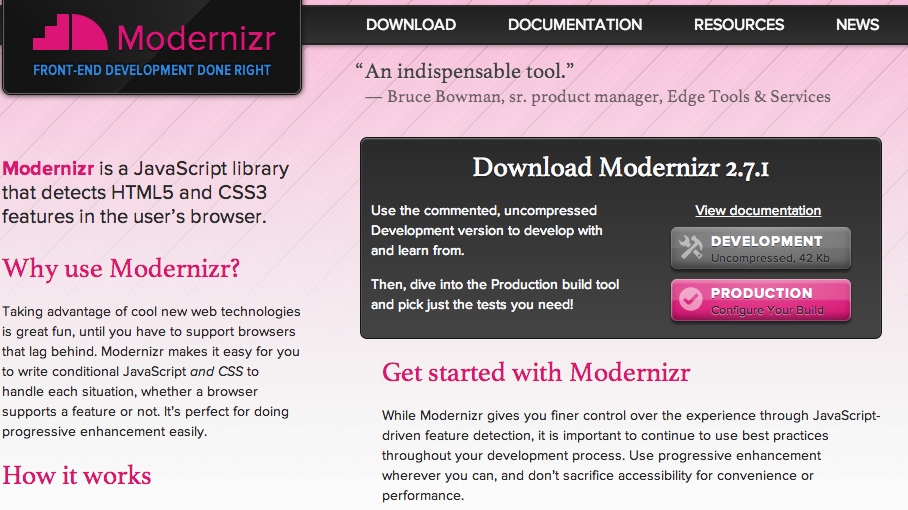 Modernizr
FRONT-END DEVELOPMENT DONE RIGHT
DOWNLOAD
DOCUMENTATION
RESOURCES
NEWS
“An indispensable tool.”
— Bruce Bowman, sr. product manager, Edge Tools & Services
Modernizr is a JavaScript library
that detects HTML5 and CSS3
features in the user’s browser.
Why use Modernizr?
Taking advantage of cool new web technologies
is great fun, until you have to support browsers
that lag behind. Modernizr makes it easy for you
to write conditional JavaScript and CSS to
handle each situation, whether a browser
supports a feature or not. It’s perfect for doing
progressive enhancement easily.
How it works
Download Modernizr 2.7.1
Use the commented, uncompressed
Development version to develop with
and learn from.
Then, dive into the Production build tool
and pick just the tests you need!
View documentation
DEVELOPMENT
Uncompressed, 42 Kb
PRODUCTION
Configure Your Build
Get started with Modernizr
While Modernizr gives you finer control over the experience through JavaScript-
driven feature detection, it is important to continue to use best practices
throughout your development process. Use progressive enhancement
wherever you can, and don’t sacrifice accessibility for convenience or
performance.